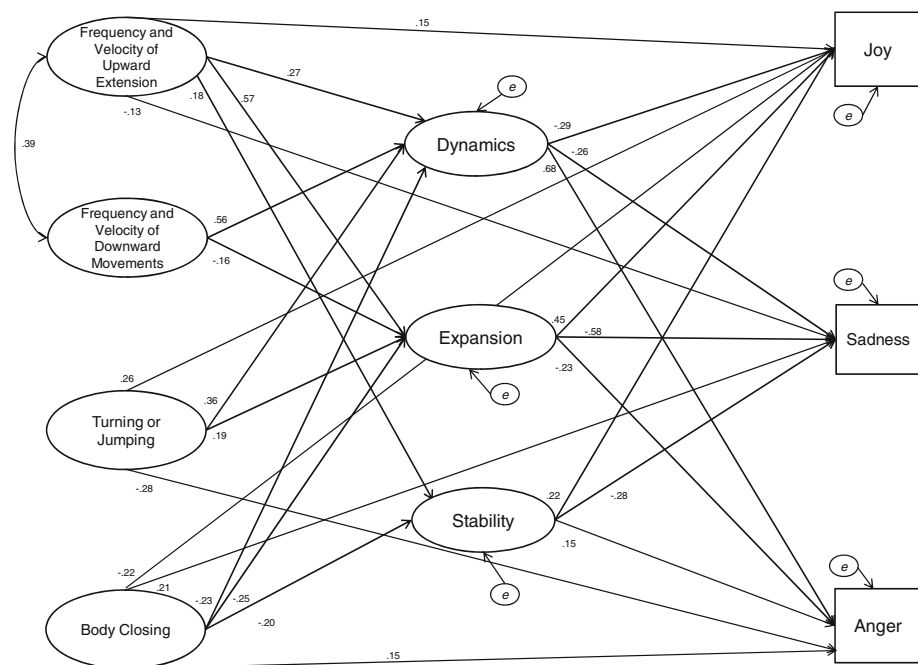 .15
Frequency and
Velocity of
Upward
Extension
Joy
.27
.57
.18
e
-.13
e
-.29
Dynamics
-.26
.39
.68
Frequency and
Velocity of
Downward
Movements
.56
-.16
e
.45
-.58
Expansion
Sadness
-.23
.26
e
.36
Turning or
Jumping
.19
-.28
.22
-.28
Stability
.15
e
-.22
.21
-.23
-.25
e
-.20
Body Closing
Anger
.15